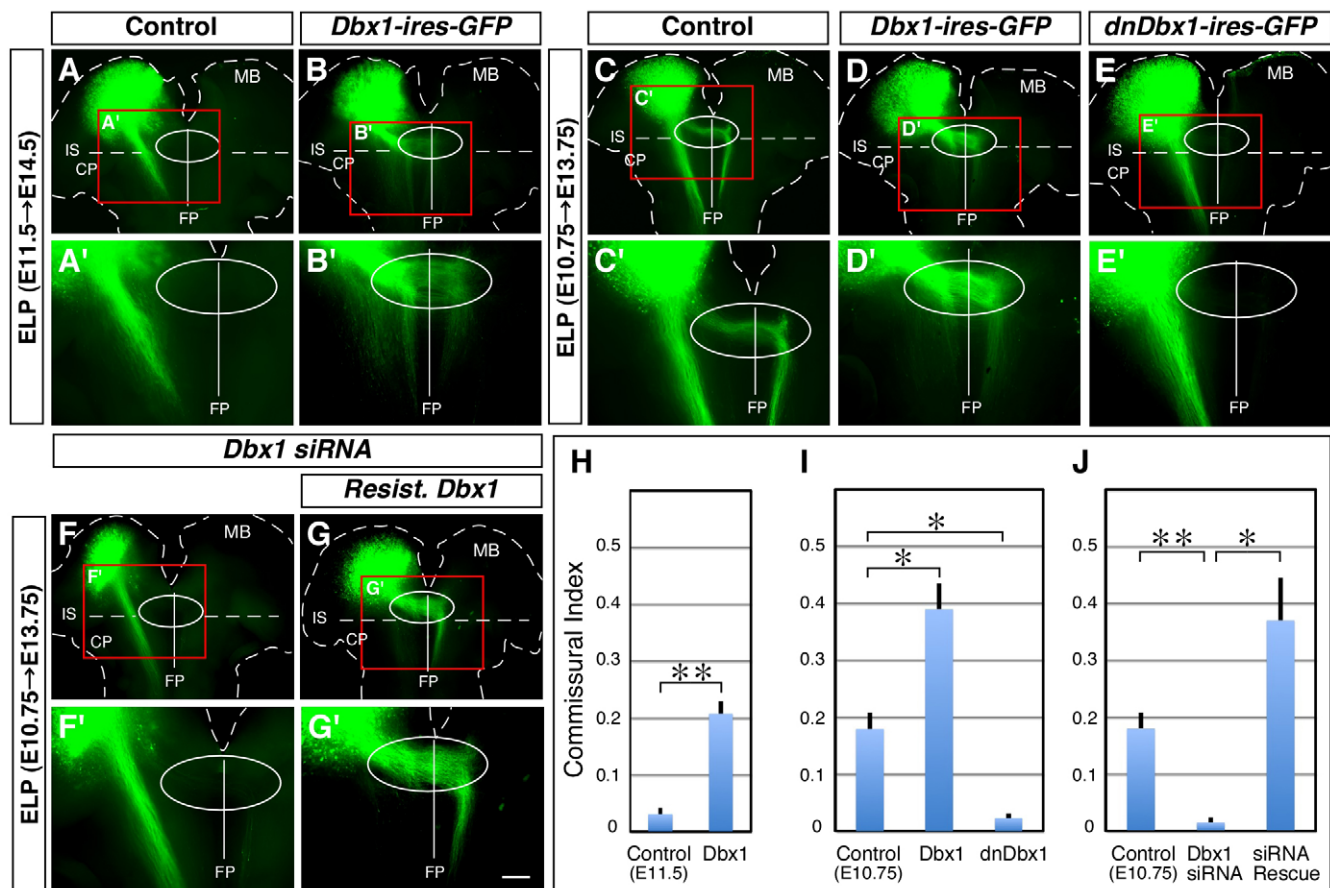 Control
Dbx1-ires-GFP
Control
Dbx1-ires-GFP
dnDbx1-ires-GFP
ELP (E11.5→E14.5)
A
A'
IS
CP
MB
FP
B
B'
IS
CP
MB
FP
ELP (E10.75→E13.75)
C
C'
IS
CP
MB
FP
D
D'
IS
CP
MB
FP
E
E'
IS
CP
MB
FP
A'
FP
B'
FP
C'
FP
D'
FP
E'
FP
Dbx1 siRNA
Resist. Dbx1
ELP (E10.75→E13.75)
F
F'
IS
CP
MB
FP
G
G'
IS
CP
MB
FP
F'
FP
G'
FP
H
Commissural Index
0.5
0.4
0.3
0.2
0.1
0
**
Control
(E11.5)
Dbx1
I
0.5
0.4
0.3
0.2
0.1
0
*
*
Control
(E10.75)
Dbx1
dnDbx1
J
0.5
0.4
0.3
0.2
0.1
0
**
*
Control
(E10.75)
Dbx1
siRNA
siRNA
Rescue